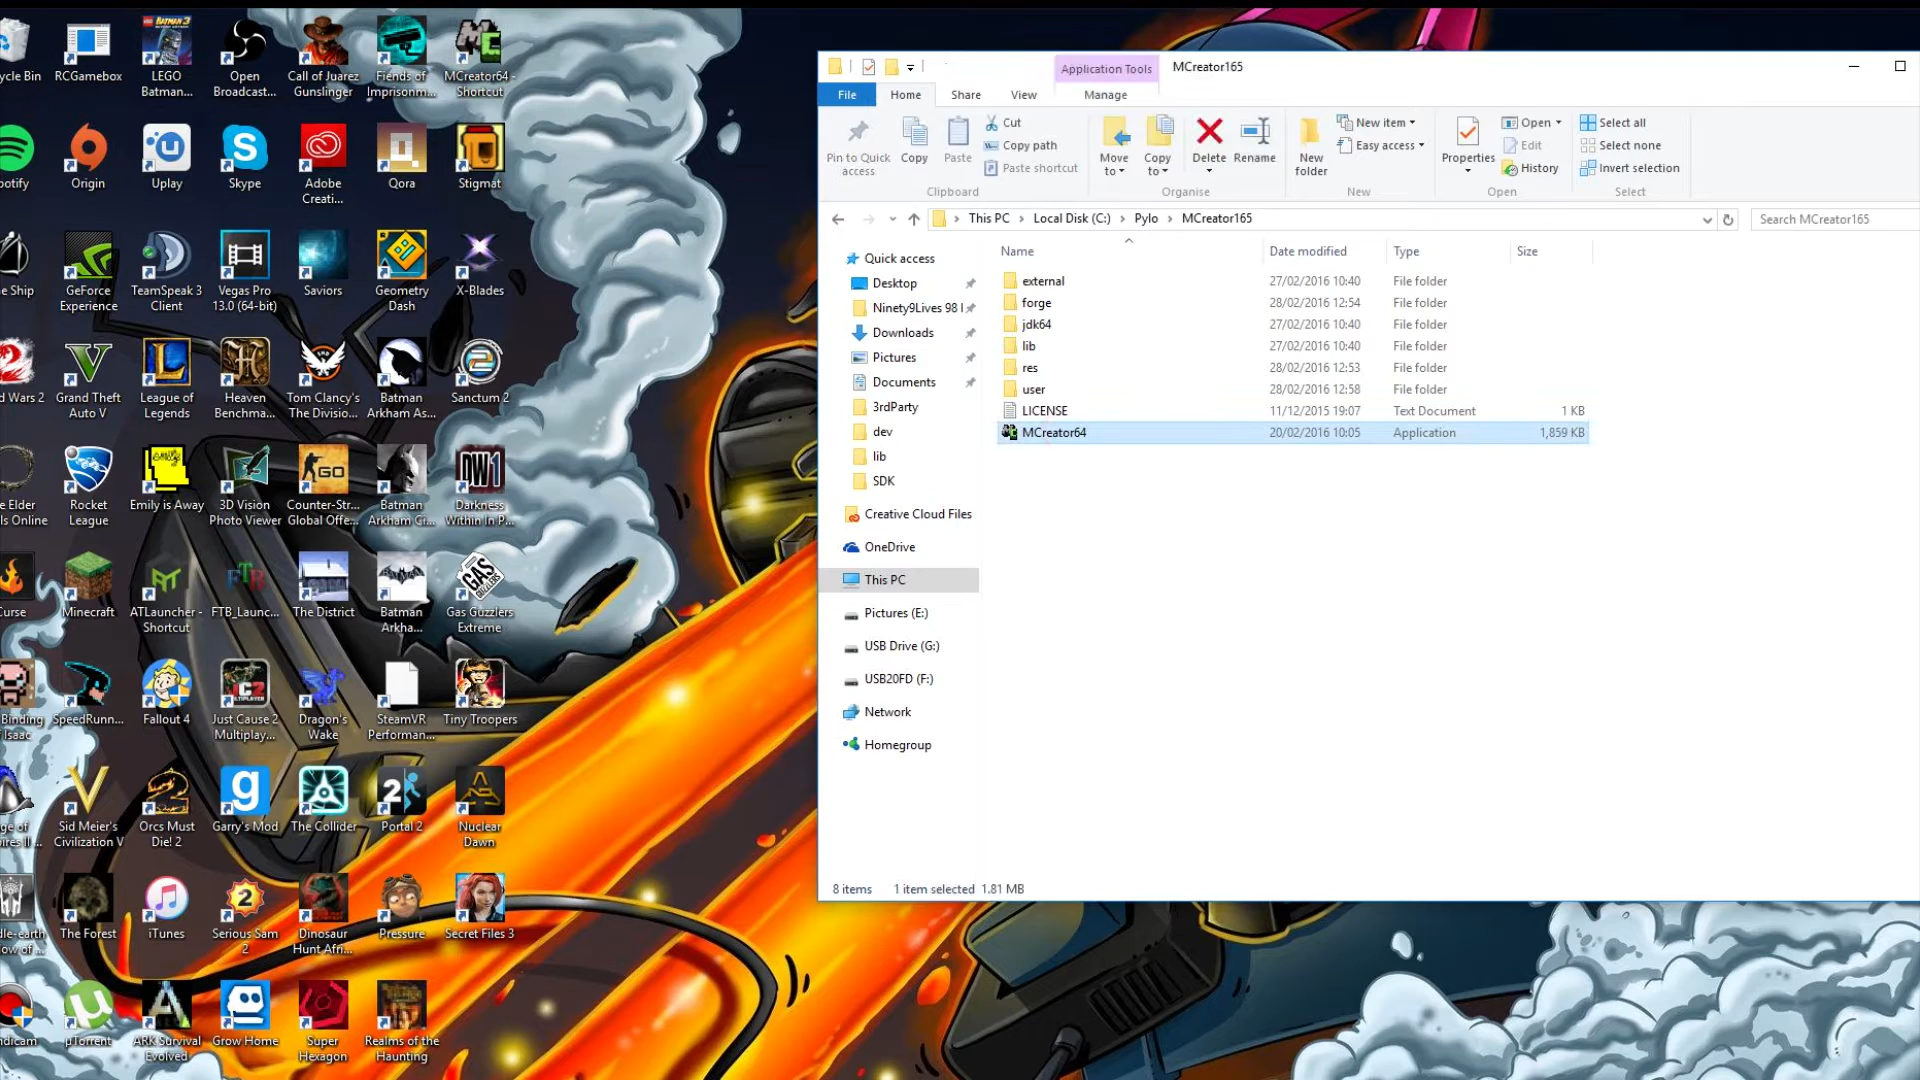 ycle Bin
RCGamebox
LEGO
Batman...
Open
Broadcast...
Call of Juarez
Gunslinger
Fiends of
Imprisonm...
MCreator64 -
Shortcut
potify
Origin
Uplay
Skype
Adobe
Creati...
Qora
Stigmat
e Ship
GeForce
Experience
TeamSpeak 3
Client
Vegas Pro
13.0 (64-bit)
Saviors
Geometry
Dash
X-Blades
d Wars 2
Grand Theft
Auto V
League of
Legends
Heaven
Benchma...
Tom Clancy's
The Divisio...
Batman
Arkham As...
Sanctum 2
e Elder
ls Online
Rocket
League
Emily is Away
3D Vision
Photo Viewer
Counter-Str...
Global Offe...
Batman
Arkham Ci...
Darkness
Within In P...
Curse
Minecraft
ATLauncher -
Shortcut
FTB_Launc...
The District
Batman
Arkha...
Gas Guzzlers
Extreme
Binding
f Isaac
SpeedRunn...
Fallout 4
Just Cause 2
Multiplay...
Dragon's
Wake
SteamVR
Performan...
Tiny Troopers
ge of
pires II ...
Sid Meier's
Civilization V
Orcs Must
Die! 2
Garry's Mod
The Collider
Portal 2
Nuclear
Dawn
dle-earth
ow of...
The Forest
iTunes
Serious Sam
2
Dinosaur
Hunt Afri...
Pressure
Secret Files 3
ndicam
µTorrent
ARK Survival
Evolved
Grow Home
Super
Hexagon
Realms of the
Haunting
Application Tools
MCreator165
File
Home
Share
View
Manage
Pin to Quick
access
Copy
Paste
Cut
Copy path
Paste shortcut
Clipboard
Move
to
Copy
to
Delete
Rename
Organise
New
folder
New item
Easy access
New
Properties
Open
Edit
History
Open
Select all
Select none
Invert selection
Select
This PC
Local Disk (C:)
Pylo
MCreator165
Search MCreator165
Quick access
Desktop
Ninety9Lives 98 I
Downloads
Pictures
Documents
3rdParty
dev
lib
SDK
Creative Cloud Files
OneDrive
This PC
Pictures (E:)
USB Drive (G:)
USB20FD (F:)
Network
Homegroup
Name Date modified Type Size
external 27/02/2016 10:40 File folder
forge 28/02/2016 12:54 File folder
jdk64 27/02/2016 10:40 File folder
lib 27/02/2016 10:40 File folder
res 28/02/2016 12:53 File folder
user 28/02/2016 12:58 File folder
LICENSE 11/12/2015 19:07 Text Document 1 KB
MCreator64 20/02/2016 10:05 Application 1,859 KB
8 items 1 item selected 1.81 MB